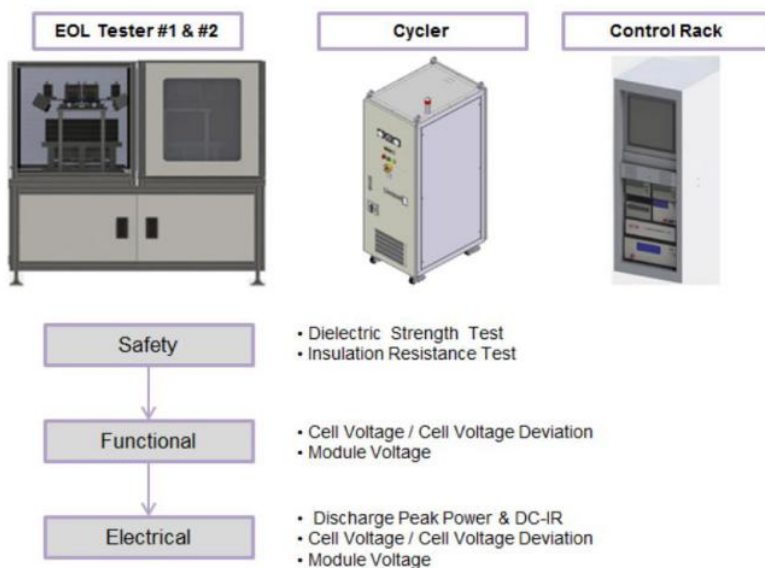 EOL Tester #1 & #2
Cycler
Control Rack
Safety
• Dielectric Strength Test
• Insulation Resistance Test
Functional
• Cell Voltage / Cell Voltage Deviation
• Module Voltage
Electrical
• Discharge Peak Power & DC-IR
• Cell Voltage / Cell Voltage Deviation
• Module Voltage